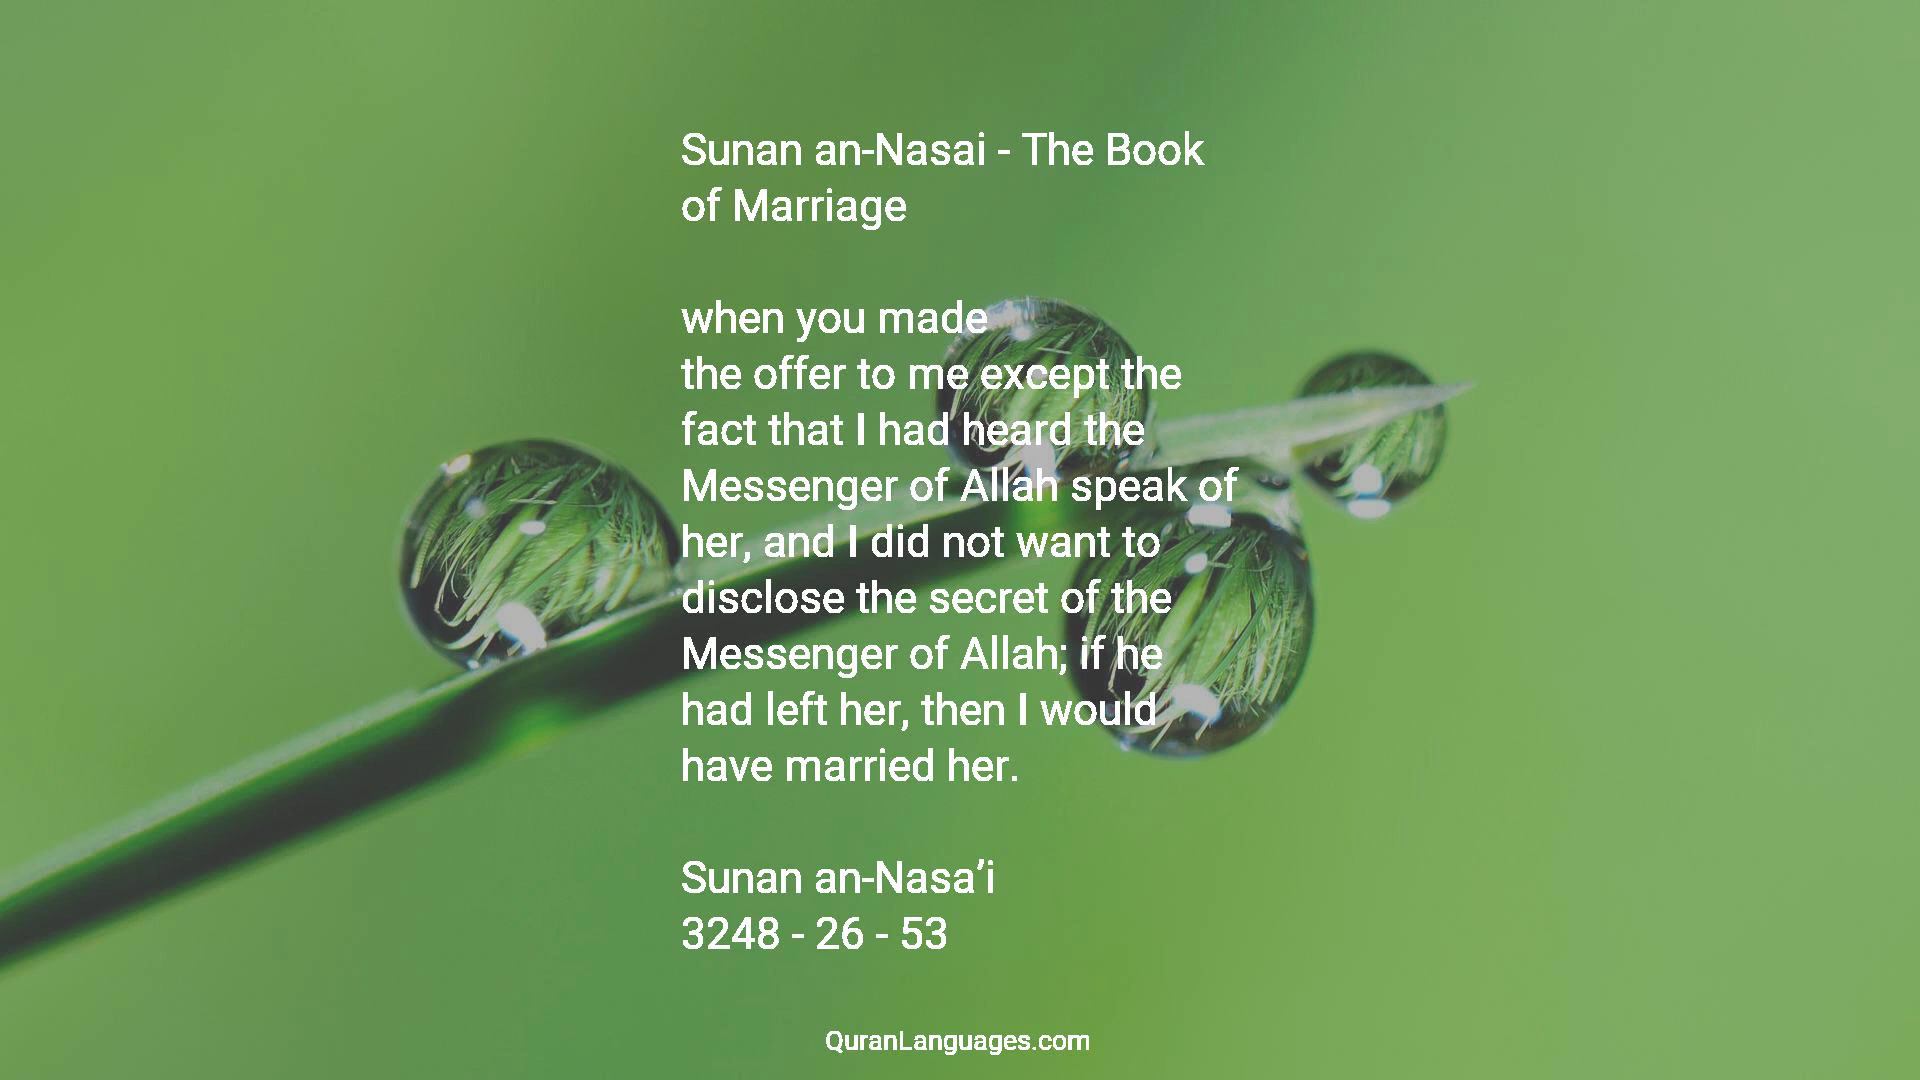 Sunan an-Nasai - The Book
of Marriage
when you made
the offer to me except the
fact that I had heard the
Messenger of Allah speak of
her, and I did not want to
disclose the secret of the
Messenger of Allah; if he
had left her, then I would
have married her.
Sunan an-Nasa’i
3248 - 26 - 53
QuranLanguages.com